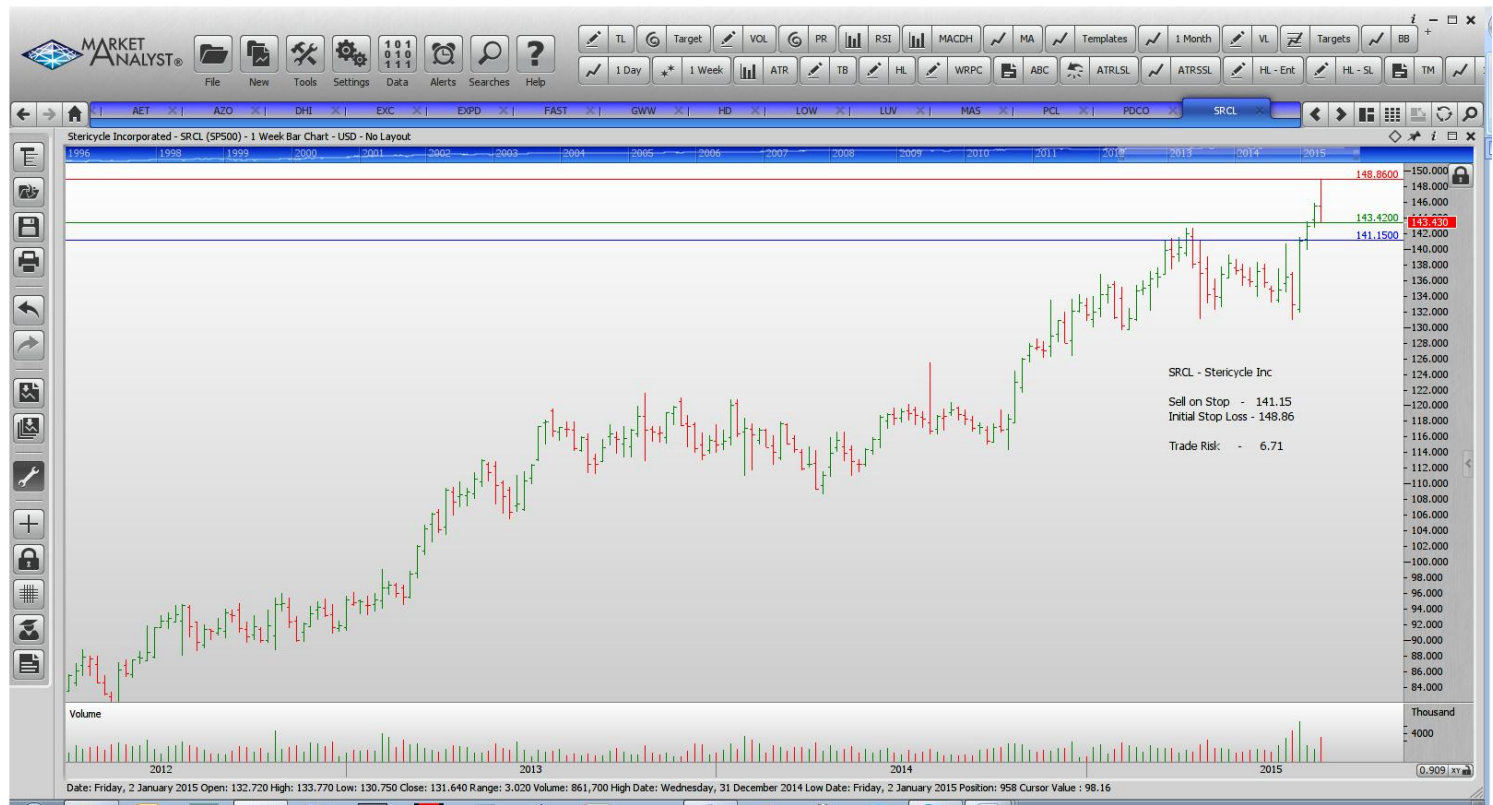 MARKET
ANALYST®
File New Tools Settings Data Alerts Searches Help
TL Target VOL PR RSI MACDH MA Templates 1 Month VL Targets BB
1 Day 1 Week ATR TB HL WRPC ABC ATRLSL ATRSSL HL - Ent HL - SL TM
AET AZO DHI EXC EXPD FAST GWW HD LOW LUV MAS PCL PDCO SRCL
Stericycle Incorporated - SRCL (SP500) - 1 Week Bar Chart - USD - No Layout
1996 1998 1999 2000 2001 2002 2003 2004 2005 2006 2007 2008 2009 2010 2011 2012 2013 2014 2015
148.8600
143.4200
141.1500
150.000
148.000
146.000
143.430
142.000
140.000
138.000
136.000
134.000
132.000
130.000
128.000
126.000
124.000
122.000
120.000
118.000
116.000
114.000
112.000
110.000
108.000
106.000
104.000
102.000
100.000
98.000
96.000
94.000
92.000
90.000
88.000
86.000
84.000
SRCL - Stericycle Inc
Sell on Stop - 141.15
Initial Stop Loss - 148.86
Trade Risk - 6.71
Volume
Thousand
4000
2012 2013 2014 2015
0.909 XY
Date: Friday, 2 January 2015 Open: 132.720 High: 133.770 Low: 130.750 Close: 131.640 Range: 3.020 Volume: 861,700 High Date: Wednesday, 31 December 2014 Low Date: Friday, 2 January 2015 Position: 958 Cursor Value : 98.16